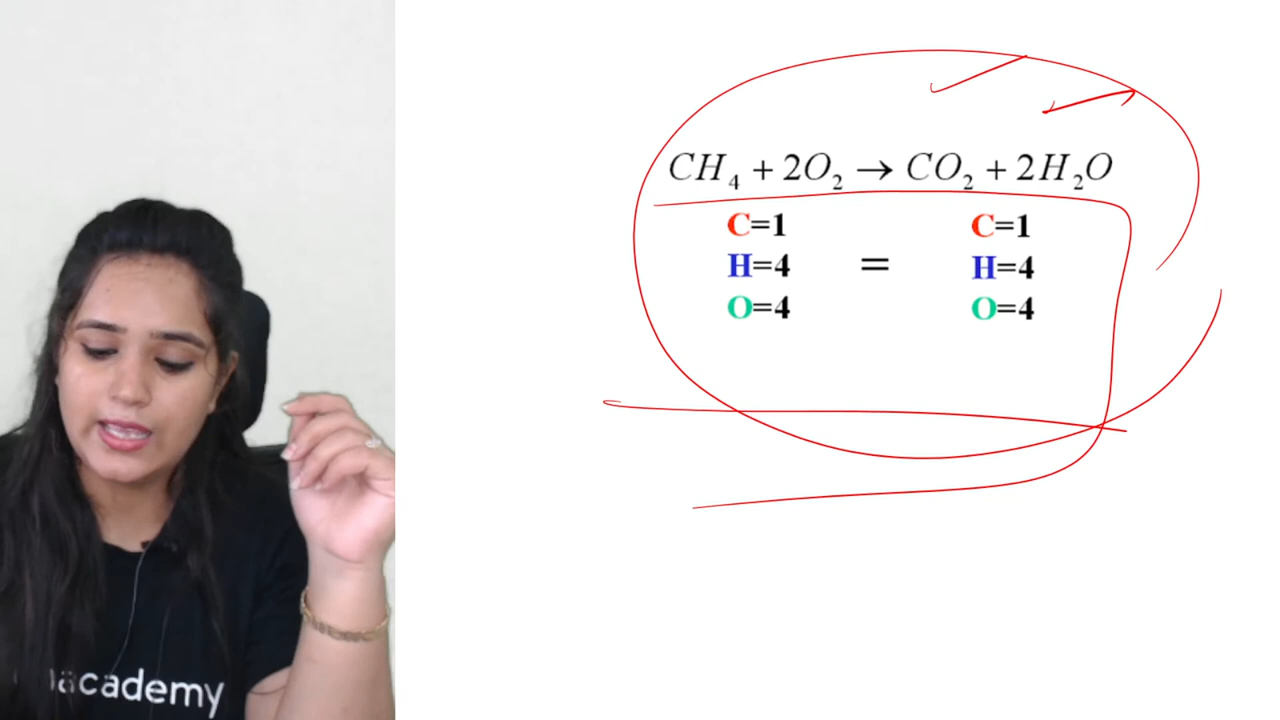 CH₄ + 2O₂ → CO₂ + 2H₂O
C=1 C=1
H=4 = H=4
O=4 O=4
academy